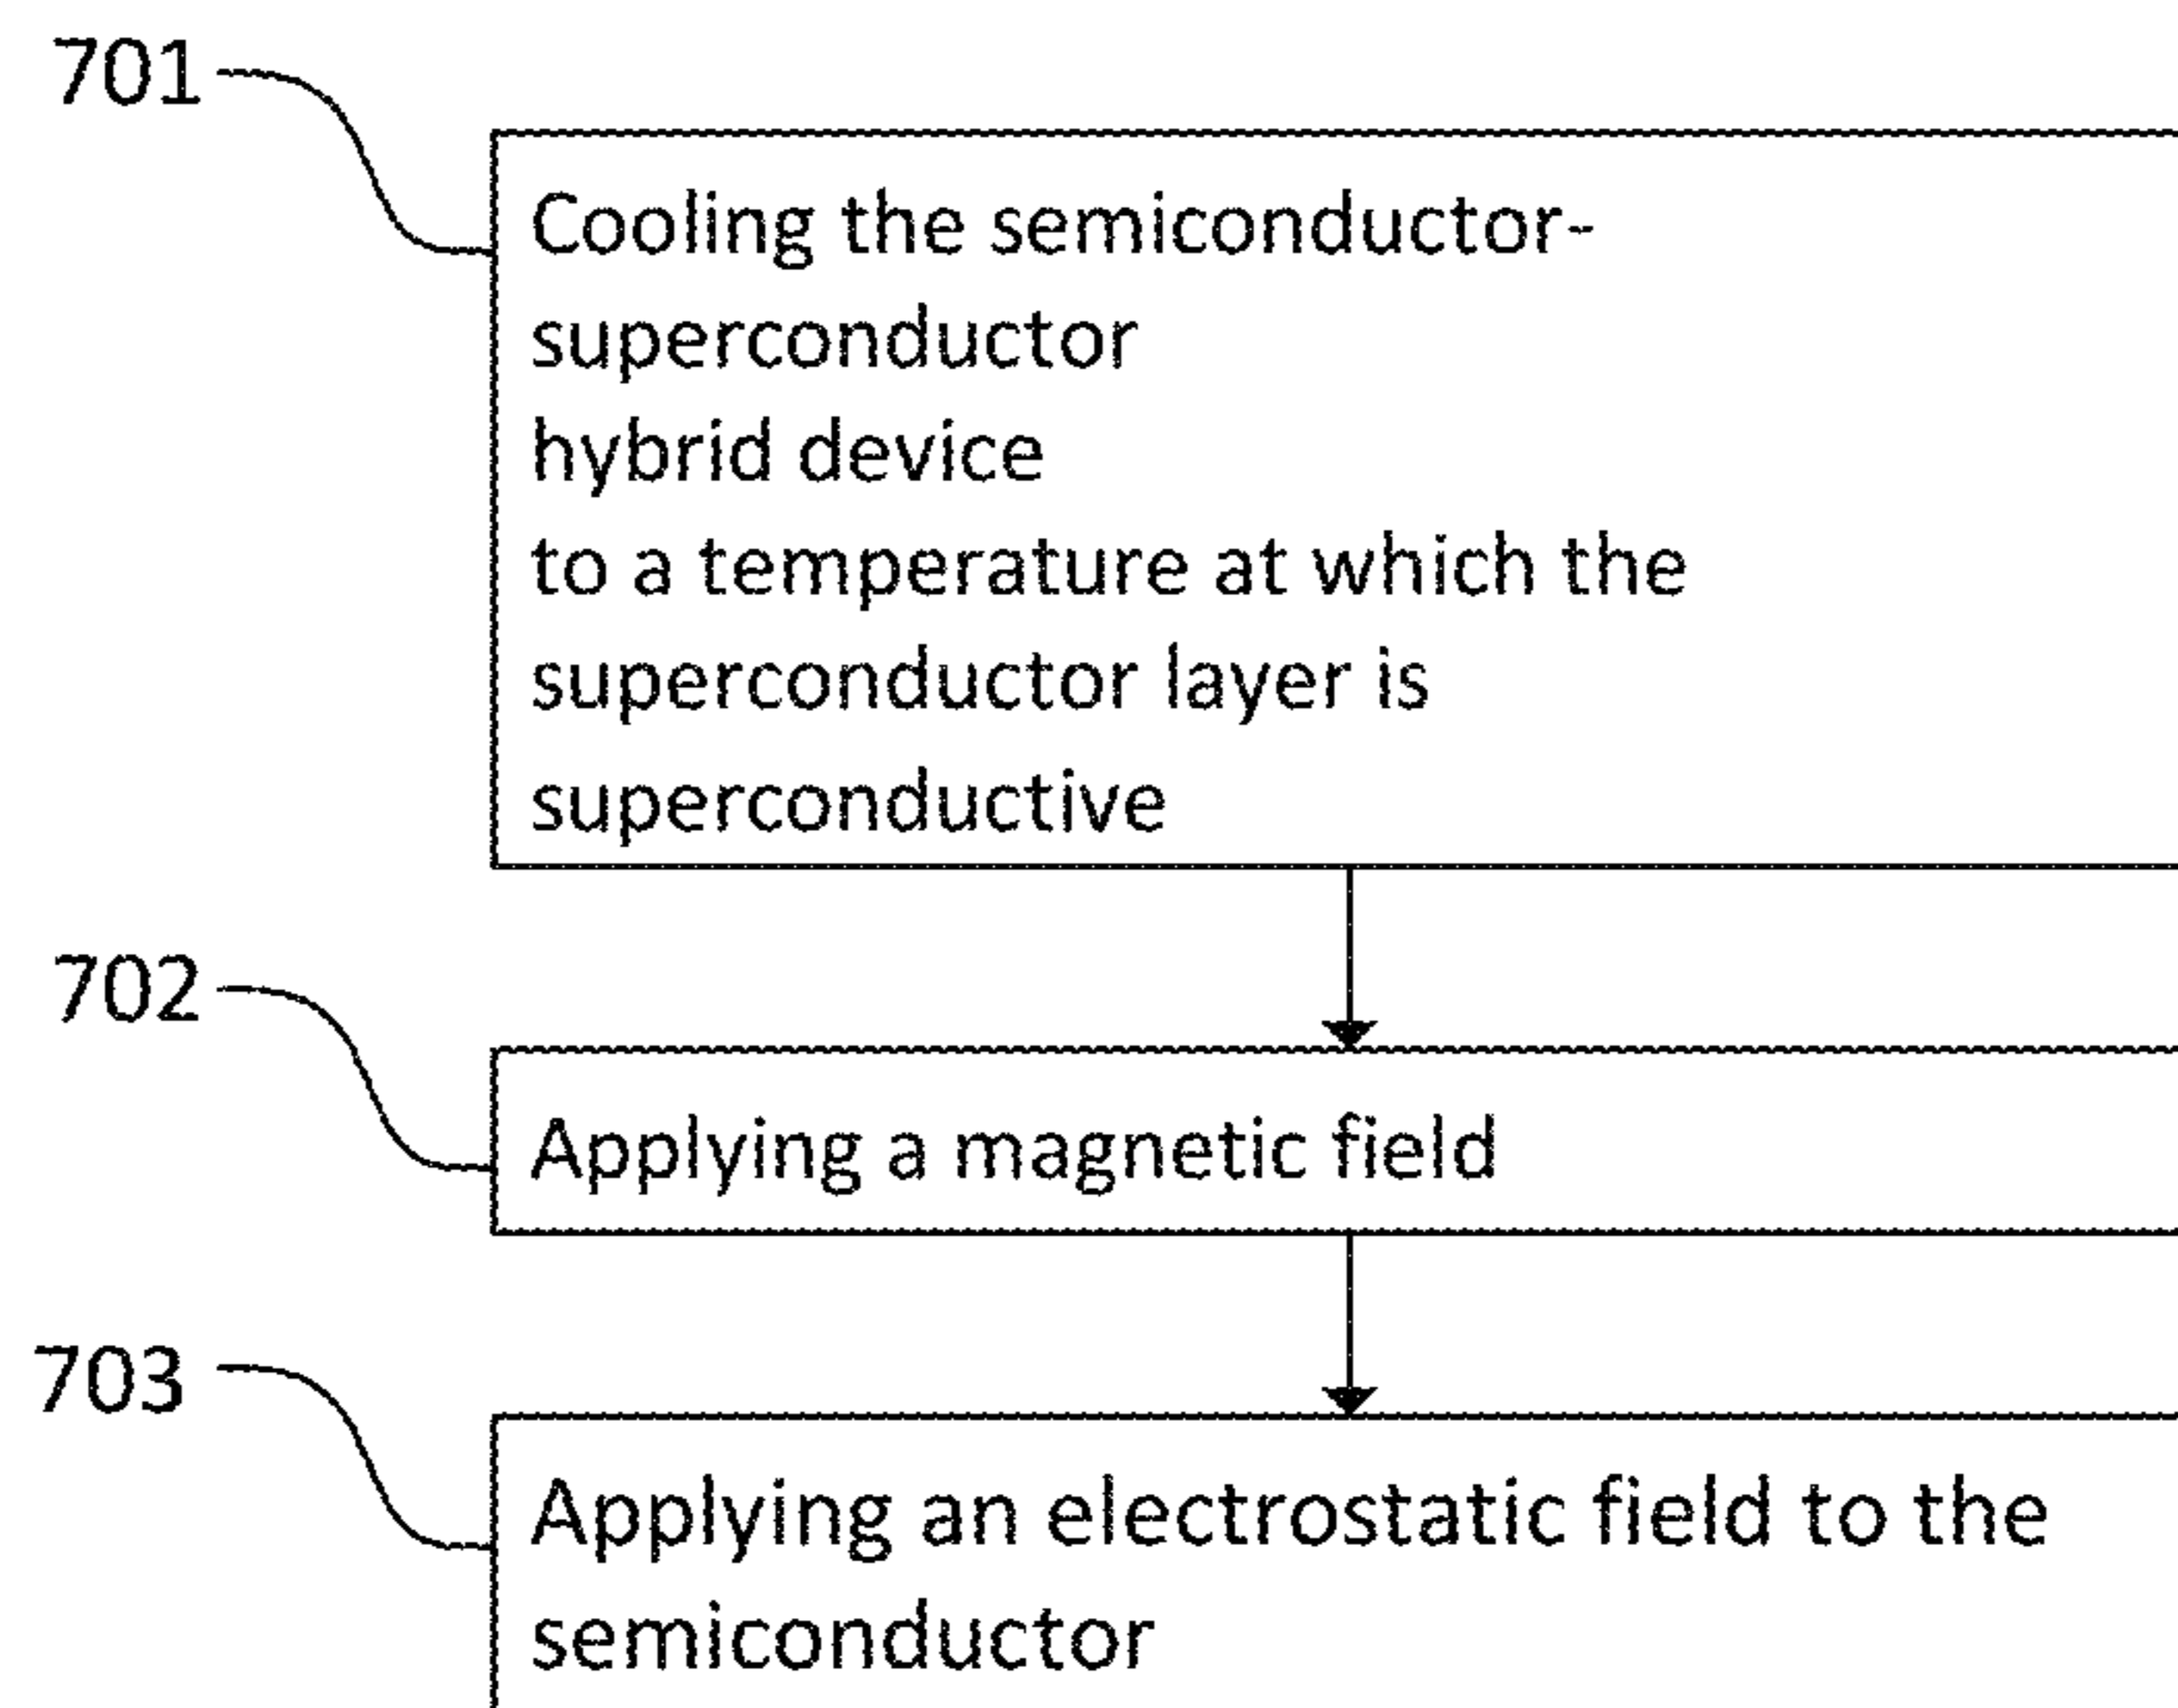 701
Cooling the semiconductor-
superconductor
hybrid device
to a temperature at which the
superconductor layer is
superconductive
702
Applying a magnetic field
703
Applying an electrostatic field to the
semiconductor